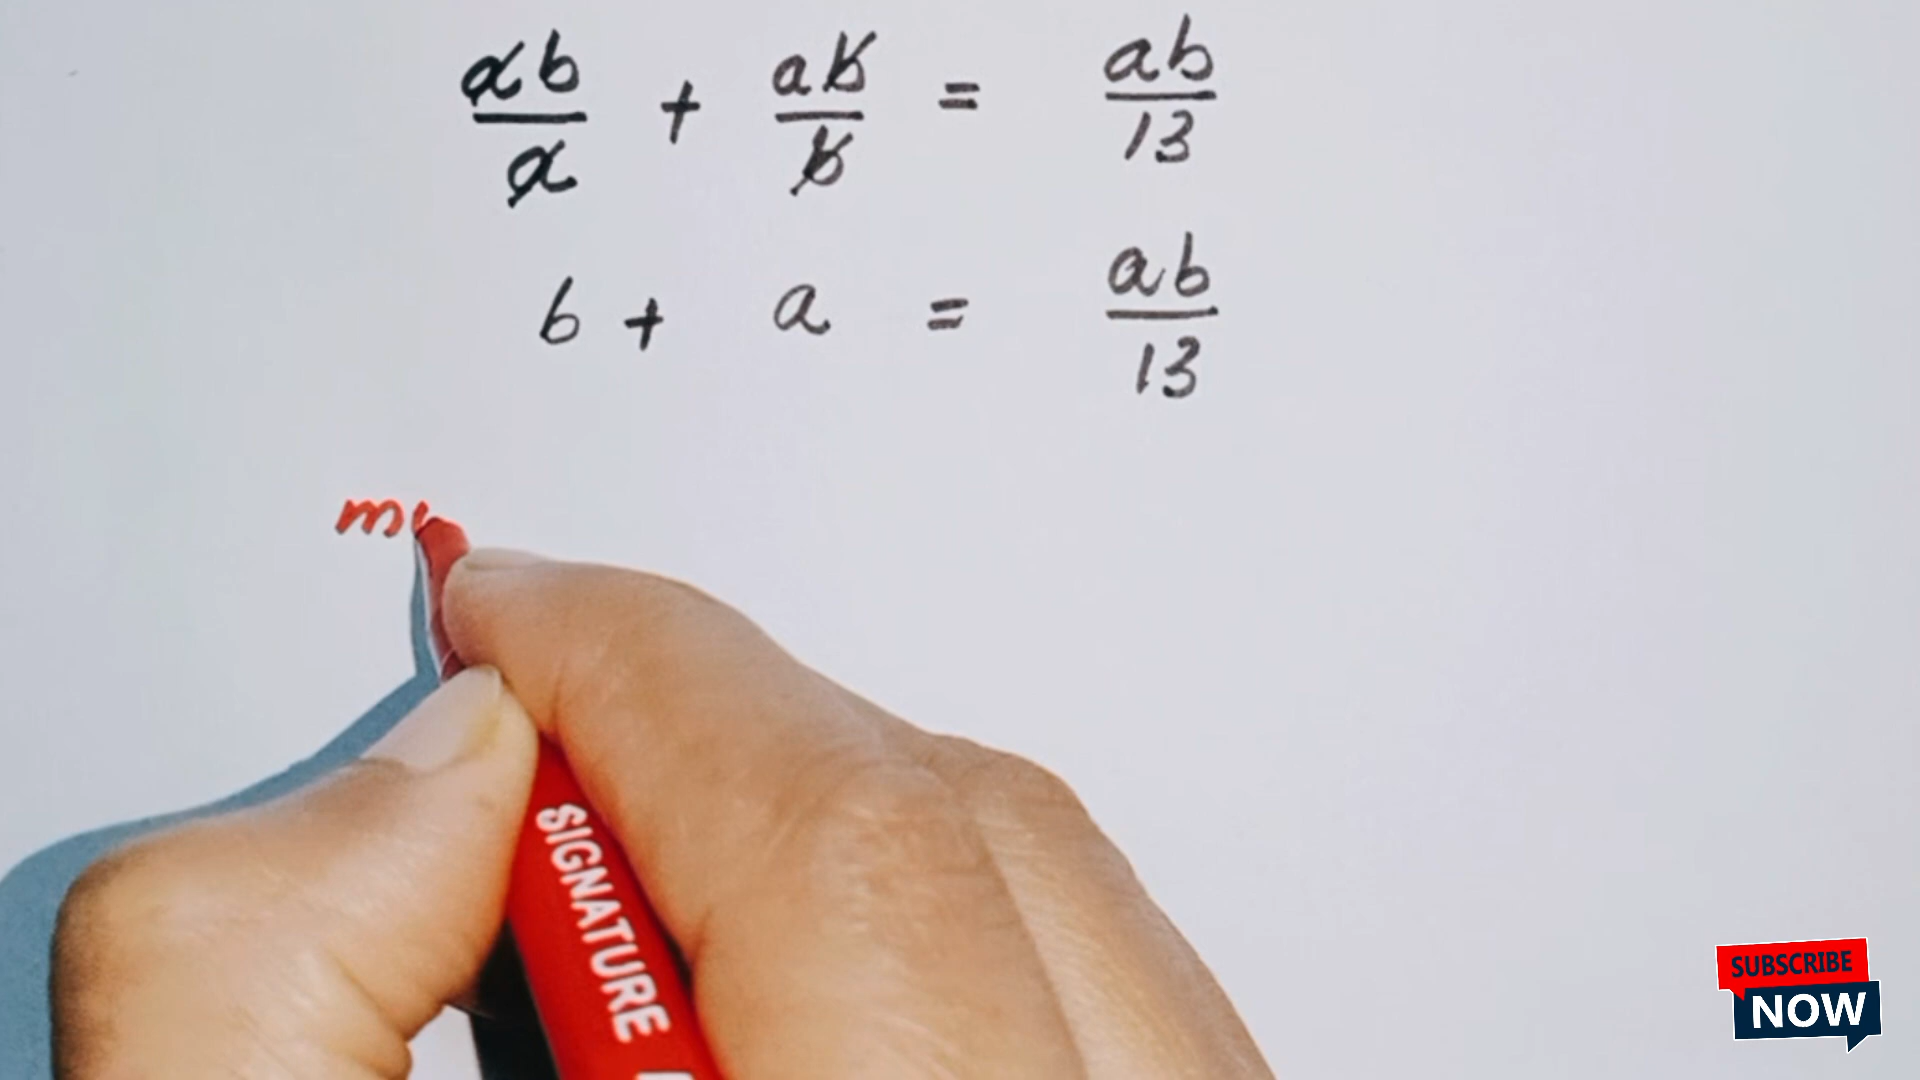 ab/a + ab/b = ab/13
b + a = ab/13
m
SIGNATURE
SUBSCRIBE
NOW